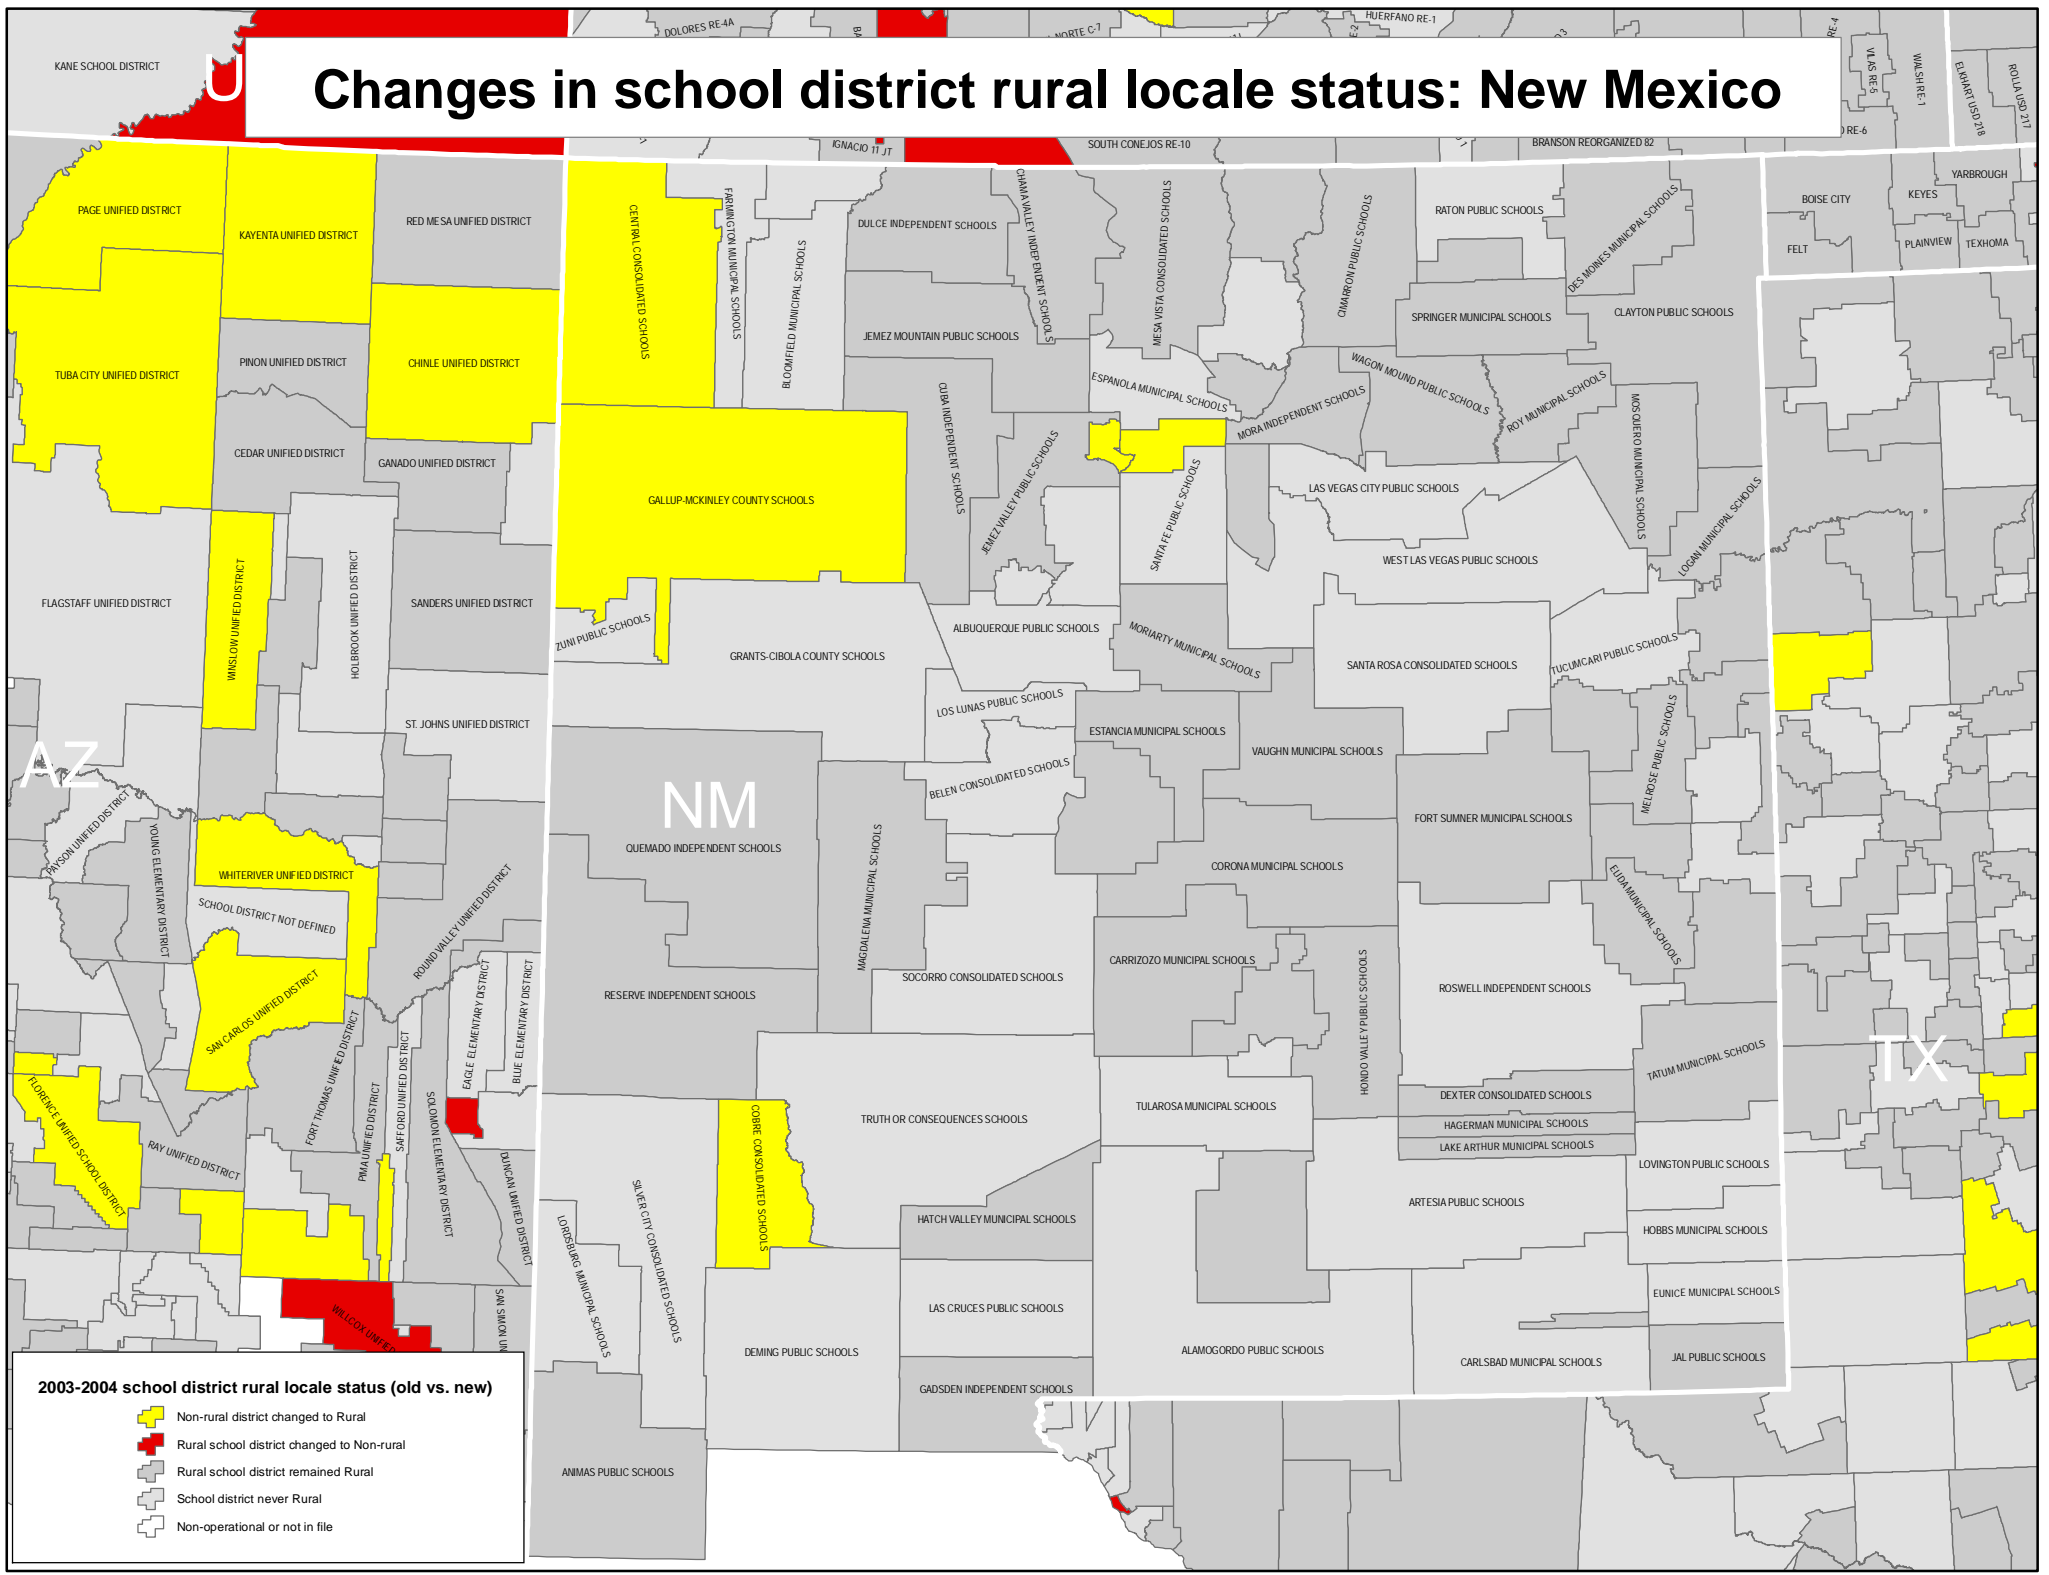 DOLORES RE-4A
BA
NORTE C-7
HUERFANO RE-1
E-2
O 3
RE-4
KANE SCHOOL DISTRICT
U
Changes in school district rural locale status: New Mexico
VILAS RE-5
WALSH RE-1
ELKHART USD 218
ROLLA USD 217
IGNACIO 11 JT
SOUTH CONEJOS RE-10
BRANSON REORGANIZED 82
O RE-6
PAGE UNIFIED DISTRICT
KAYENTA UNIFIED DISTRICT
RED MESA UNIFIED DISTRICT
CENTRAL CONSOLIDATED SCHOOLS
FARMINGTON MUNICIPAL SCHOOLS
BLOOMFIELD MUNICIPAL SCHOOLS
DULCE INDEPENDENT SCHOOLS
CHAMA VALLEY INDEPENDENT SCHOOLS
MESA VISTA CONSOLIDATED SCHOOLS
CIMARRON PUBLIC SCHOOLS
RATON PUBLIC SCHOOLS
DES MOINES MUNICIPAL SCHOOLS
BOISE CITY
KEYES
YARBROUGH
FELT
PLAINVIEW
TEXHOMA
TUBA CITY UNIFIED DISTRICT
PINON UNIFIED DISTRICT
CHINLE UNIFIED DISTRICT
JEMEZ MOUNTAIN PUBLIC SCHOOLS
SPRINGER MUNICIPAL SCHOOLS
CLAYTON PUBLIC SCHOOLS
CUBA INDEPENDENT SCHOOLS
ESPANOLA MUNICIPAL SCHOOLS
MORA INDEPENDENT SCHOOLS
WAGON MOUND PUBLIC SCHOOLS
ROY MUNICIPAL SCHOOLS
MOSQUERO MUNICIPAL SCHOOLS
CEDAR UNIFIED DISTRICT
GANADO UNIFIED DISTRICT
GALLUP-MCKINLEY COUNTY SCHOOLS
JEMEZ VALLEY PUBLIC SCHOOLS
SANTA FE PUBLIC SCHOOLS
LAS VEGAS CITY PUBLIC SCHOOLS
WEST LAS VEGAS PUBLIC SCHOOLS
LOGAN MUNICIPAL SCHOOLS
FLAGSTAFF UNIFIED DISTRICT
WINSLOW UNIFIED DISTRICT
HOLBROOK UNIFIED DISTRICT
SANDERS UNIFIED DISTRICT
ZUNI PUBLIC SCHOOLS
GRANTS-CIBOLA COUNTY SCHOOLS
ALBUQUERQUE PUBLIC SCHOOLS
MORIARTY MUNICIPAL SCHOOLS
SANTA ROSA CONSOLIDATED SCHOOLS
TUCUMCARI PUBLIC SCHOOLS
ST. JOHNS UNIFIED DISTRICT
LOS LUNAS PUBLIC SCHOOLS
ESTANCIA MUNICIPAL SCHOOLS
VAUGHN MUNICIPAL SCHOOLS
MELROSE PUBLIC SCHOOLS
AZ
NM
BELEN CONSOLIDATED SCHOOLS
PAYSON UNIFIED DISTRICT
YOUNG ELEMENTARY DISTRICT
QUEMADO INDEPENDENT SCHOOLS
MAGDALENA MUNICIPAL SCHOOLS
FORT SUMNER MUNICIPAL SCHOOLS
CORONA MUNICIPAL SCHOOLS
WHITERIVER UNIFIED DISTRICT
SCHOOL DISTRICT NOT DEFINED
ROUND VALLEY UNIFIED DISTRICT
EUDA MUNICIPAL SCHOOLS
SAN CARLOS UNIFIED DISTRICT
RESERVE INDEPENDENT SCHOOLS
SOCORRO CONSOLIDATED SCHOOLS
CARRIZOZO MUNICIPAL SCHOOLS
HONDO VALLEY PUBLIC SCHOOLS
ROSWELL INDEPENDENT SCHOOLS
EAGLE ELEMENTARY DISTRICT
BLUE ELEMENTARY DISTRICT
TATUM MUNICIPAL SCHOOLS
TX
FLORENCE UNIFIED SCHOOL DISTRICT
RAY UNIFIED DISTRICT
FORT THOMAS UNIFIED DISTRICT
PIMA UNIFIED DISTRICT
SAFFORD UNIFIED DISTRICT
SOLOMON ELEMENTARY DISTRICT
DUNCAN UNIFIED DISTRICT
COBRE CONSOLIDATED SCHOOLS
TRUTH OR CONSEQUENCES SCHOOLS
TULAROSA MUNICIPAL SCHOOLS
DEXTER CONSOLIDATED SCHOOLS
HAGERMAN MUNICIPAL SCHOOLS
LAKE ARTHUR MUNICIPAL SCHOOLS
LOVINGTON PUBLIC SCHOOLS
ARTESIA PUBLIC SCHOOLS
HOBBS MUNICIPAL SCHOOLS
LORDSBURG MUNICIPAL SCHOOLS
SILVER CITY CONSOLIDATED SCHOOLS
HATCH VALLEY MUNICIPAL SCHOOLS
EUNICE MUNICIPAL SCHOOLS
LAS CRUCES PUBLIC SCHOOLS
WILLCOX UNIFIE
SAN SIMON UN
DEMING PUBLIC SCHOOLS
ALAMOGORDO PUBLIC SCHOOLS
CARLSBAD MUNICIPAL SCHOOLS
JAL PUBLIC SCHOOLS
GADSDEN INDEPENDENT SCHOOLS
ANIMAS PUBLIC SCHOOLS
2003-2004 school district rural locale status (old vs. new)
Non-rural district changed to Rural
Rural school district changed to Non-rural
Rural school district remained Rural
School district never Rural
Non-operational or not in file